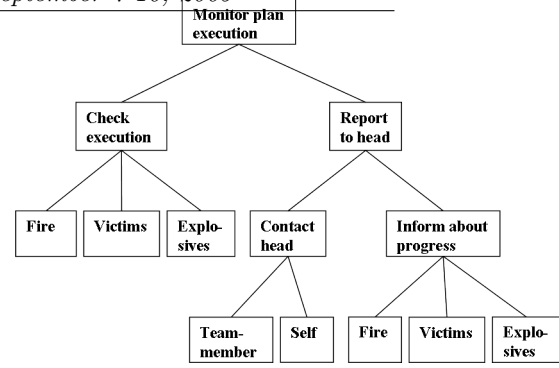 Monitor plan
execution
Check
execution
Report
to head
Fire
Victims
Explo-
sives
Contact
head
Inform about
progress
Team-
member
Self
Fire
Victims
Explo-
sives